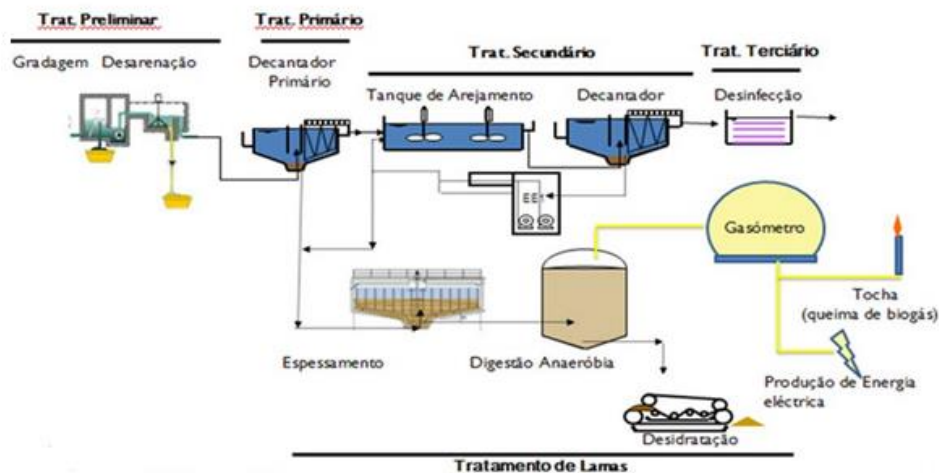 Trat. Preliminar
Trat. Primário
Trat. Secundário
Trat. Terciário
Gradagem Desarenação
Decantador
Primário
Tanque de Arejamento
Decantador
Desinfecção
EE
Gasómetro
Tocha
(queima de biogás)
Espessamento
Digestão Anaeróbia
Produção de Energia
eléctrica
Desidratação
Tratamento de Lamas